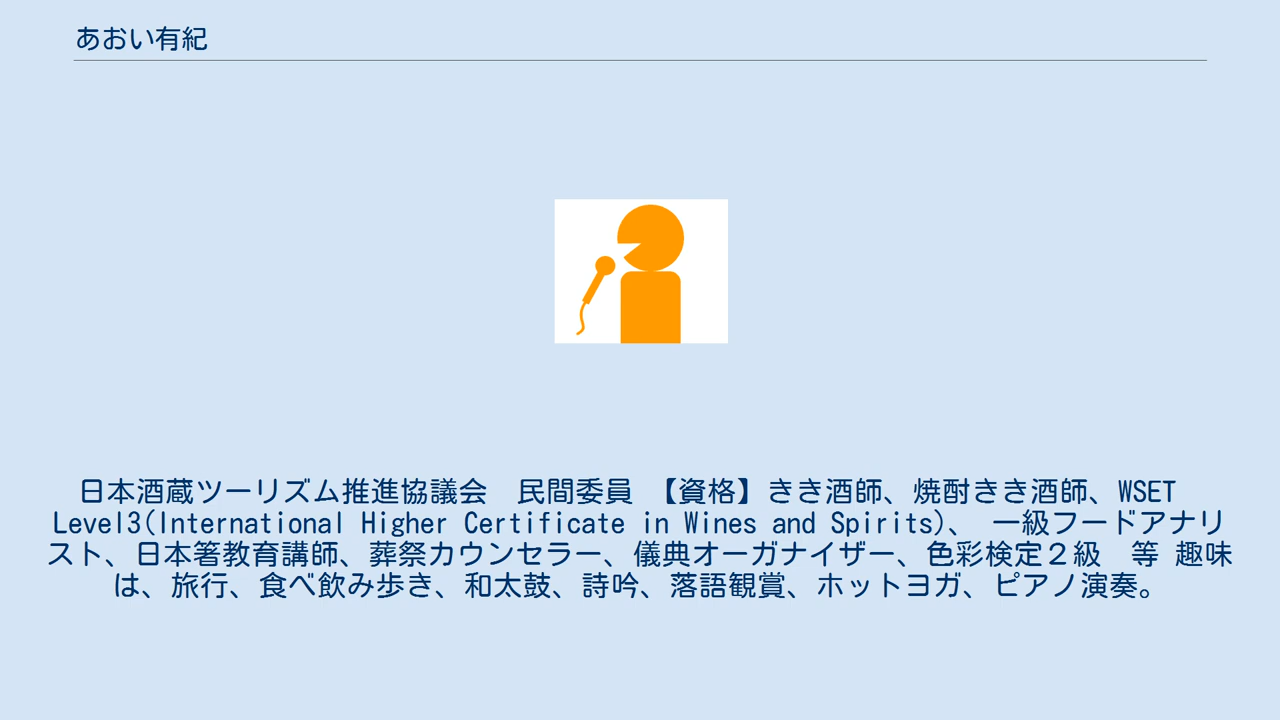 あおい有紀
日本酒蔵ツーリズム推進協議会　民間委員 【資格】きき酒師、焼酎きき酒師、WSET
Level3(International Higher Certificate in Wines and Spirits)、 一級フードアナリ
スト、日本箸教育講師、葬祭カウンセラー、儀典オーガナイザー、色彩検定２級　等 趣味
は、旅行、食べ飲み歩き、和太鼓、詩吟、落語観賞、ホットヨガ、ピアノ演奏。